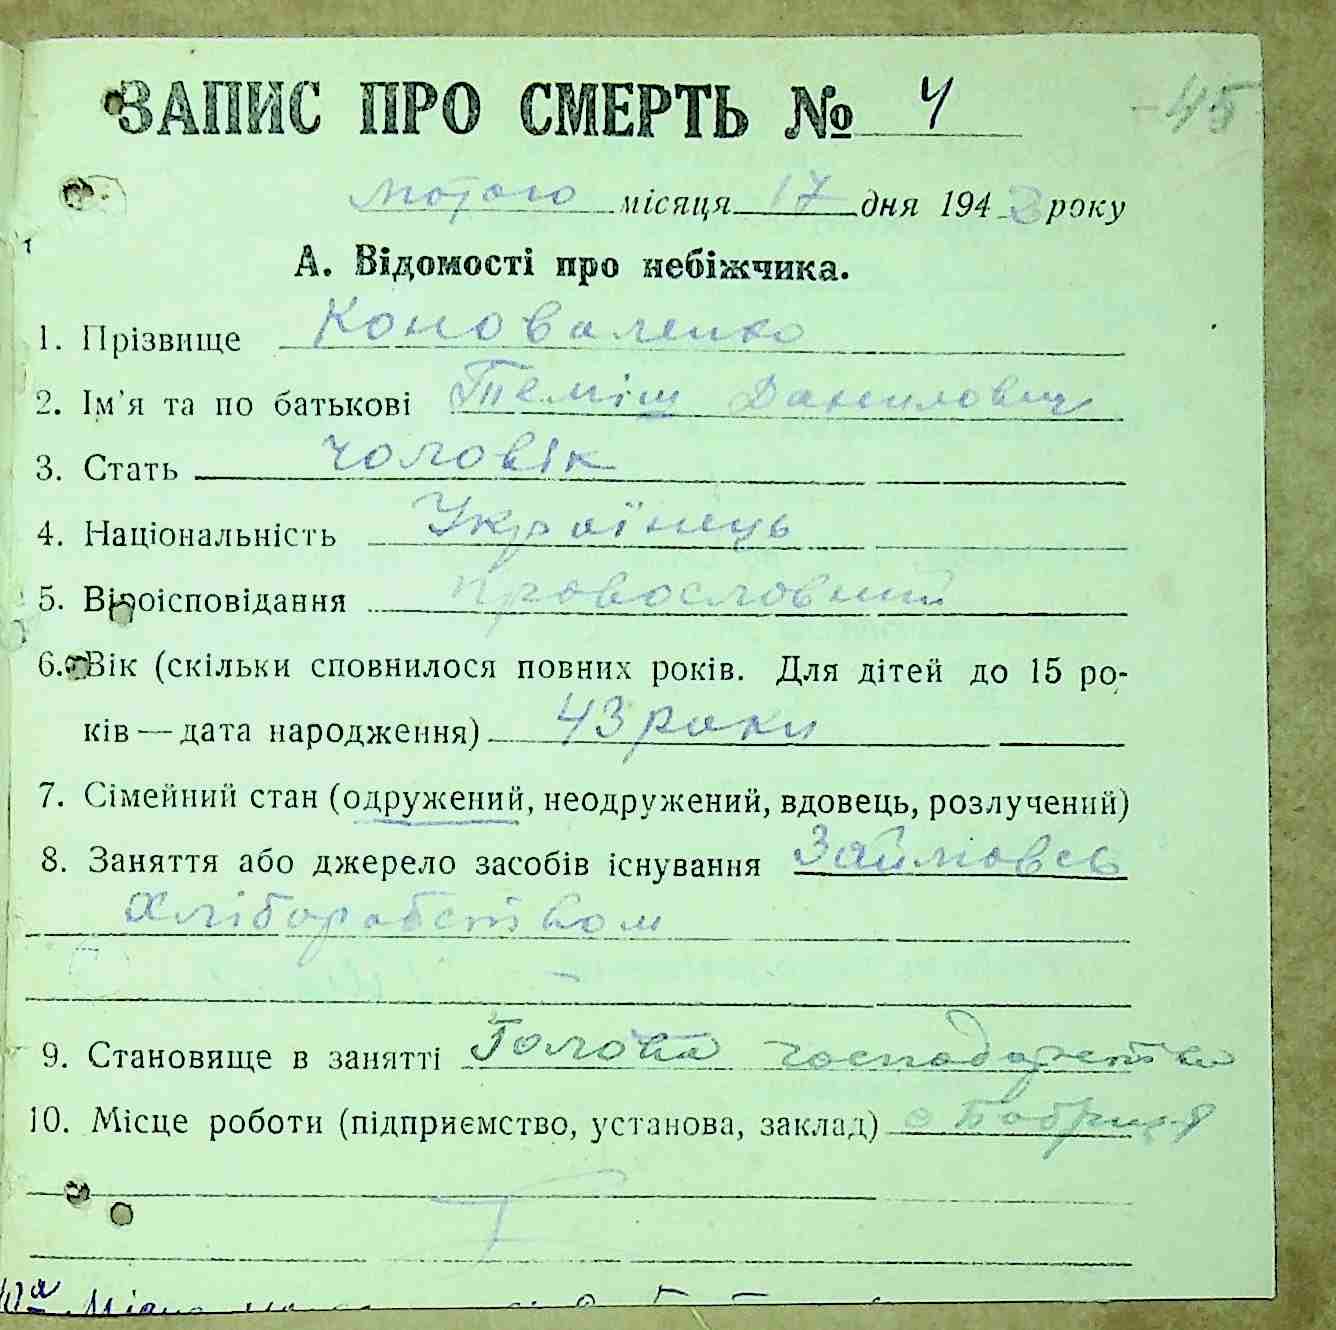 ЗАПИС ПРО СМЕРТЬ № 4
-45
лютого місяця 17 дня 1943 року
А. Відомості про небіжчика.
1. Прізвище Коноваленко
2. Ім'я та по батькові Теміш Данилович
3. Стать чоловік
4. Національність Українець
5. Віроісповідання провословний
6. Вік (скільки сповнилося повних років. Для дітей до 15 ро-
ків — дата народження) 43 роки
7. Сімейний стан (одружений, неодружений, вдовець, розлучений)
8. Заняття або джерело засобів існування Займовсь
хліборобством
9. Становище в занятті Голова господарства
10. Місце роботи (підприємство, установа, заклад) с Бобриця